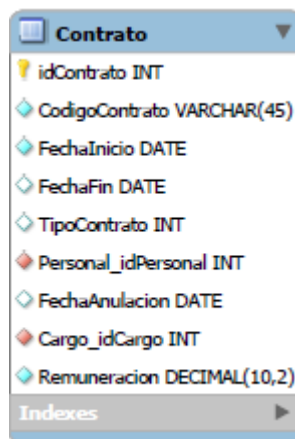 Contrato
idContrato INT
CodigoContrato VARCHAR(45)
FechaInicio DATE
FechaFin DATE
TipoContrato INT
Personal_idPersonal INT
FechaAnulacion DATE
Cargo_idCargo INT
Remuneracion DECIMAL(10,2)
Indexes